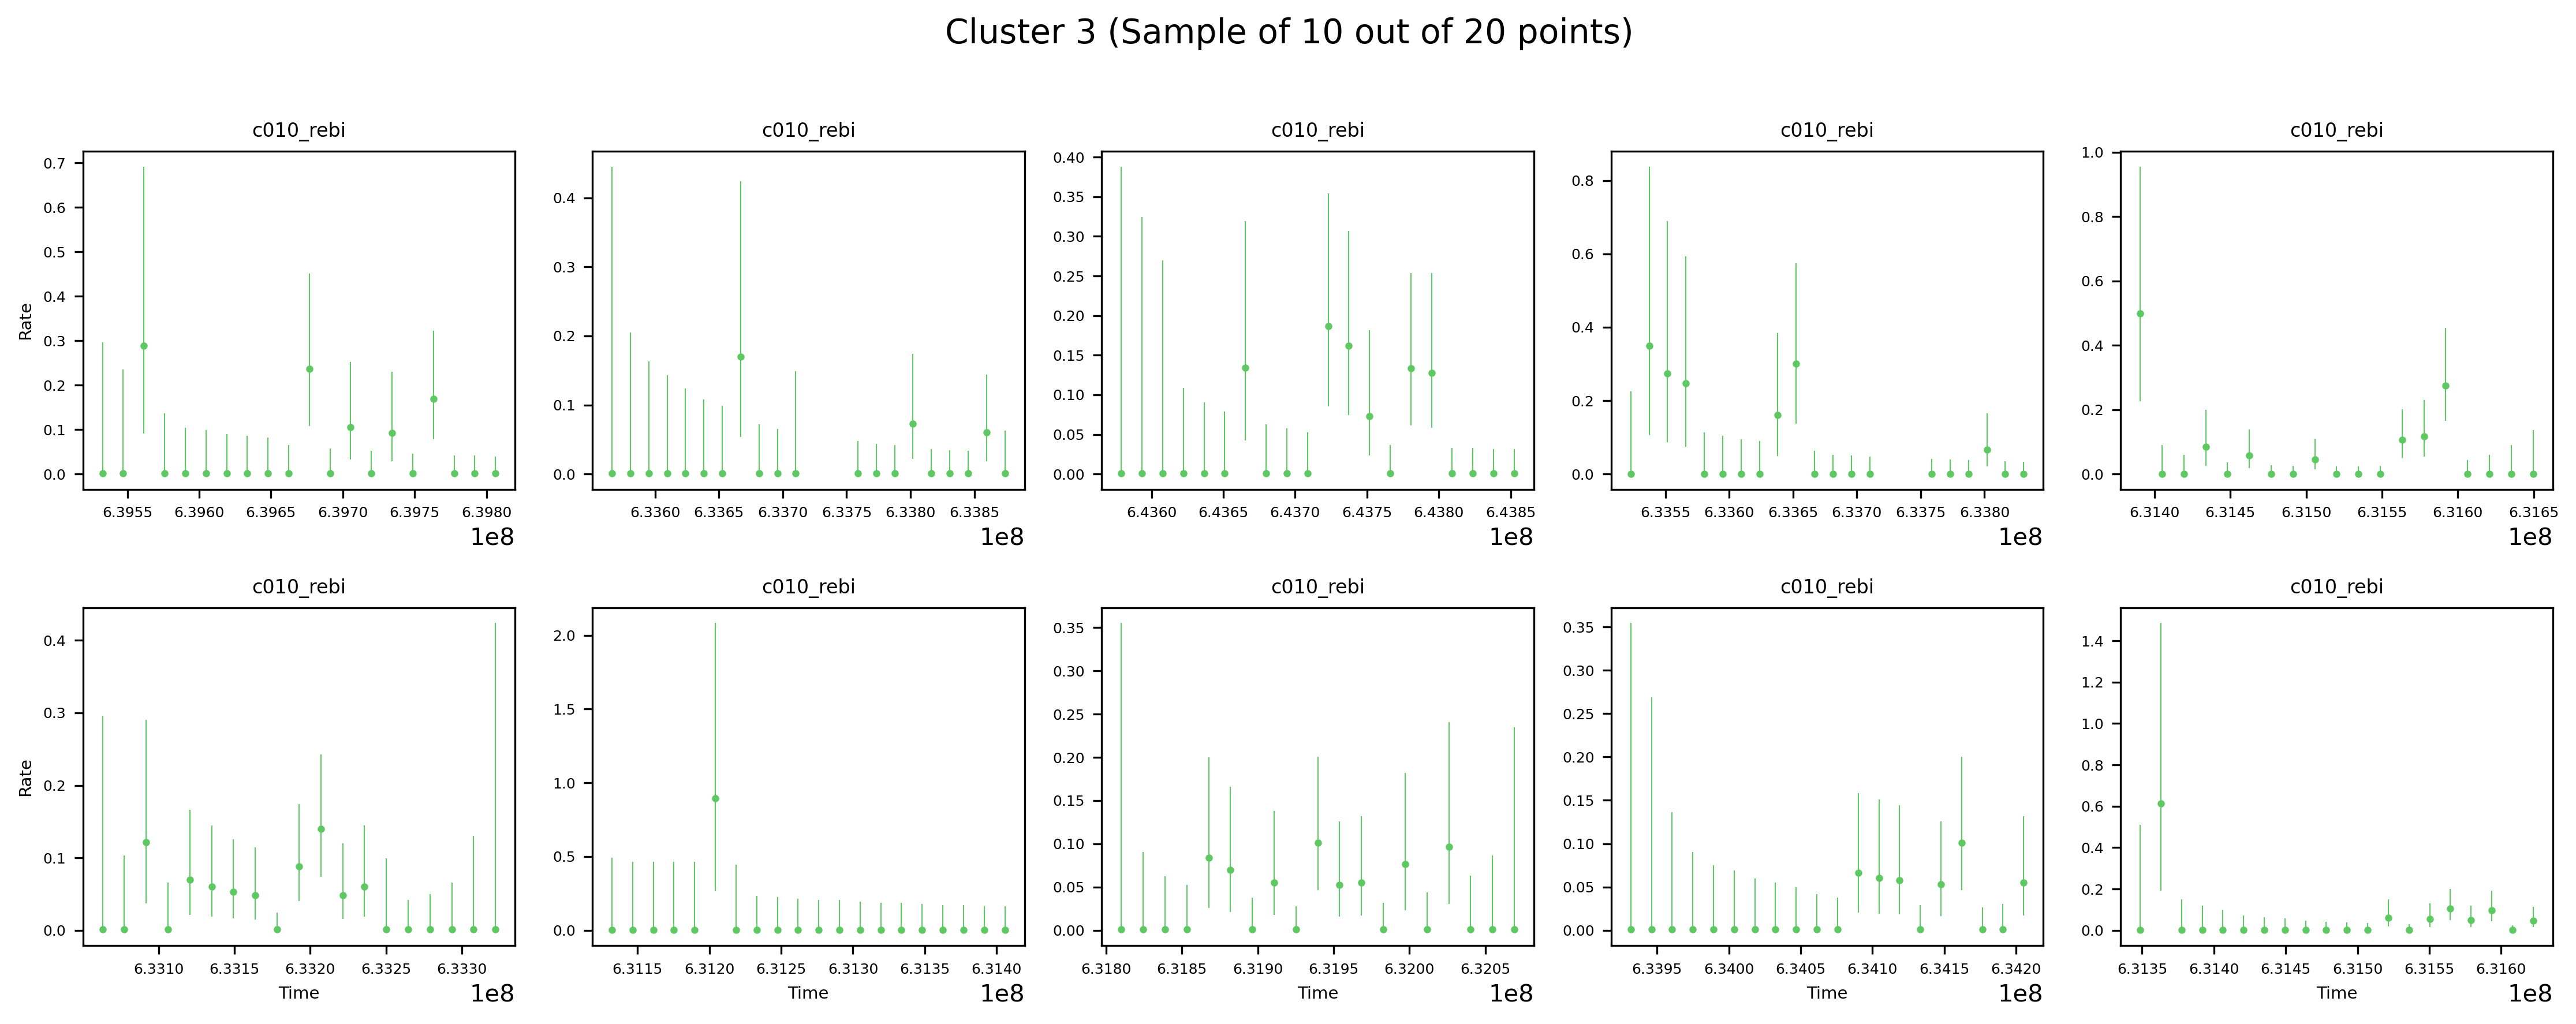 Cluster 3 (Sample of 10 out of 20 points)
c010_rebi c010_rebi c010_rebi c010_rebi c010_rebi
Rate
0.7 0.6 0.5 0.4 0.3 0.2 0.1 0.0
0.4 0.3 0.2 0.1 0.0
0.40 0.35 0.30 0.25 0.20 0.15 0.10 0.05 0.00
0.8 0.6 0.4 0.2 0.0
1.0 0.8 0.6 0.4 0.2 0.0
6.3955 6.3960 6.3965 6.3970 6.3975 6.3980
6.3360 6.3365 6.3370 6.3375 6.3380 6.3385
6.4360 6.4365 6.4370 6.4375 6.4380 6.4385
6.3355 6.3360 6.3365 6.3370 6.3375 6.3380
6.3140 6.3145 6.3150 6.3155 6.3160 6.3165
1e8 1e8 1e8 1e8 1e8
c010_rebi c010_rebi c010_rebi c010_rebi c010_rebi
Rate
0.4 0.3 0.2 0.1 0.0
2.0 1.5 1.0 0.5 0.0
0.35 0.30 0.25 0.20 0.15 0.10 0.05 0.00
0.35 0.30 0.25 0.20 0.15 0.10 0.05 0.00
1.4 1.2 1.0 0.8 0.6 0.4 0.2 0.0
6.3310 6.3315 6.3320 6.3325 6.3330
6.3115 6.3120 6.3125 6.3130 6.3135 6.3140
6.3180 6.3185 6.3190 6.3195 6.3200 6.3205
6.3395 6.3400 6.3405 6.3410 6.3415 6.3420
6.3135 6.3140 6.3145 6.3150 6.3155 6.3160
Time 1e8 Time 1e8 Time 1e8 Time 1e8 Time 1e8